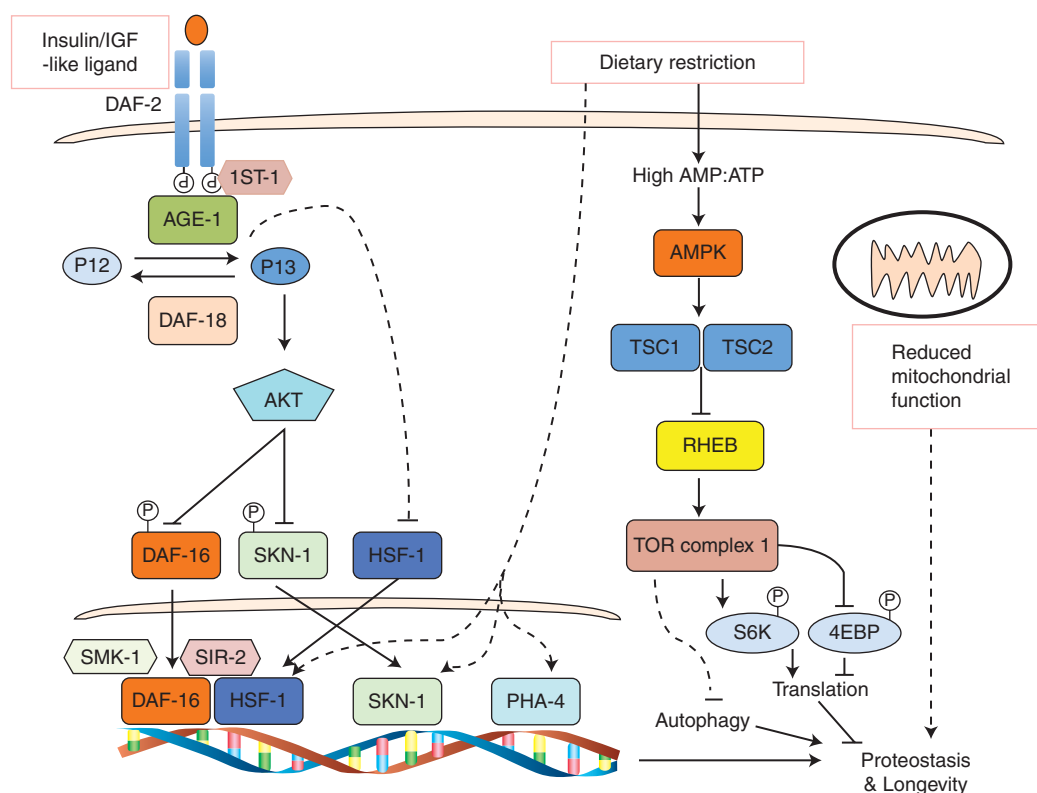 Insulin/IGF
-like ligand
DAF-2
P
P
1ST-1
AGE-1
P12
P13
DAF-18
AKT
P
DAF-16
P
SKN-1
HSF-1
SMK-1
SIR-2
DAF-16
HSF-1
SKN-1
PHA-4
Dietary restriction
High AMP:ATP
AMPK
TSC1
TSC2
RHEB
TOR complex 1
P
S6K
P
4EBP
Translation
Autophagy
Reduced
mitochondrial
function
Proteostasis
& Longevity